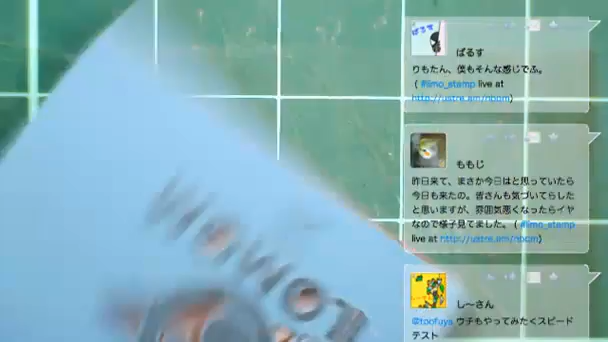 ぱるす
りもたん、僕もそんな感じでふ。
( #limo_stamp live at
http://ustre.am/nbom)
ももじ
昨日来て、まさか今日はと思っていたら
今日も来たの。皆さんも気づいてらした
と思いますが、雰囲気悪くなったらイヤ
なので様子見てました。 ( #limo_stamp
live at http://ustre.am/nbom)
し～さん
@toofuya ウチもやってみたくスピード
テスト